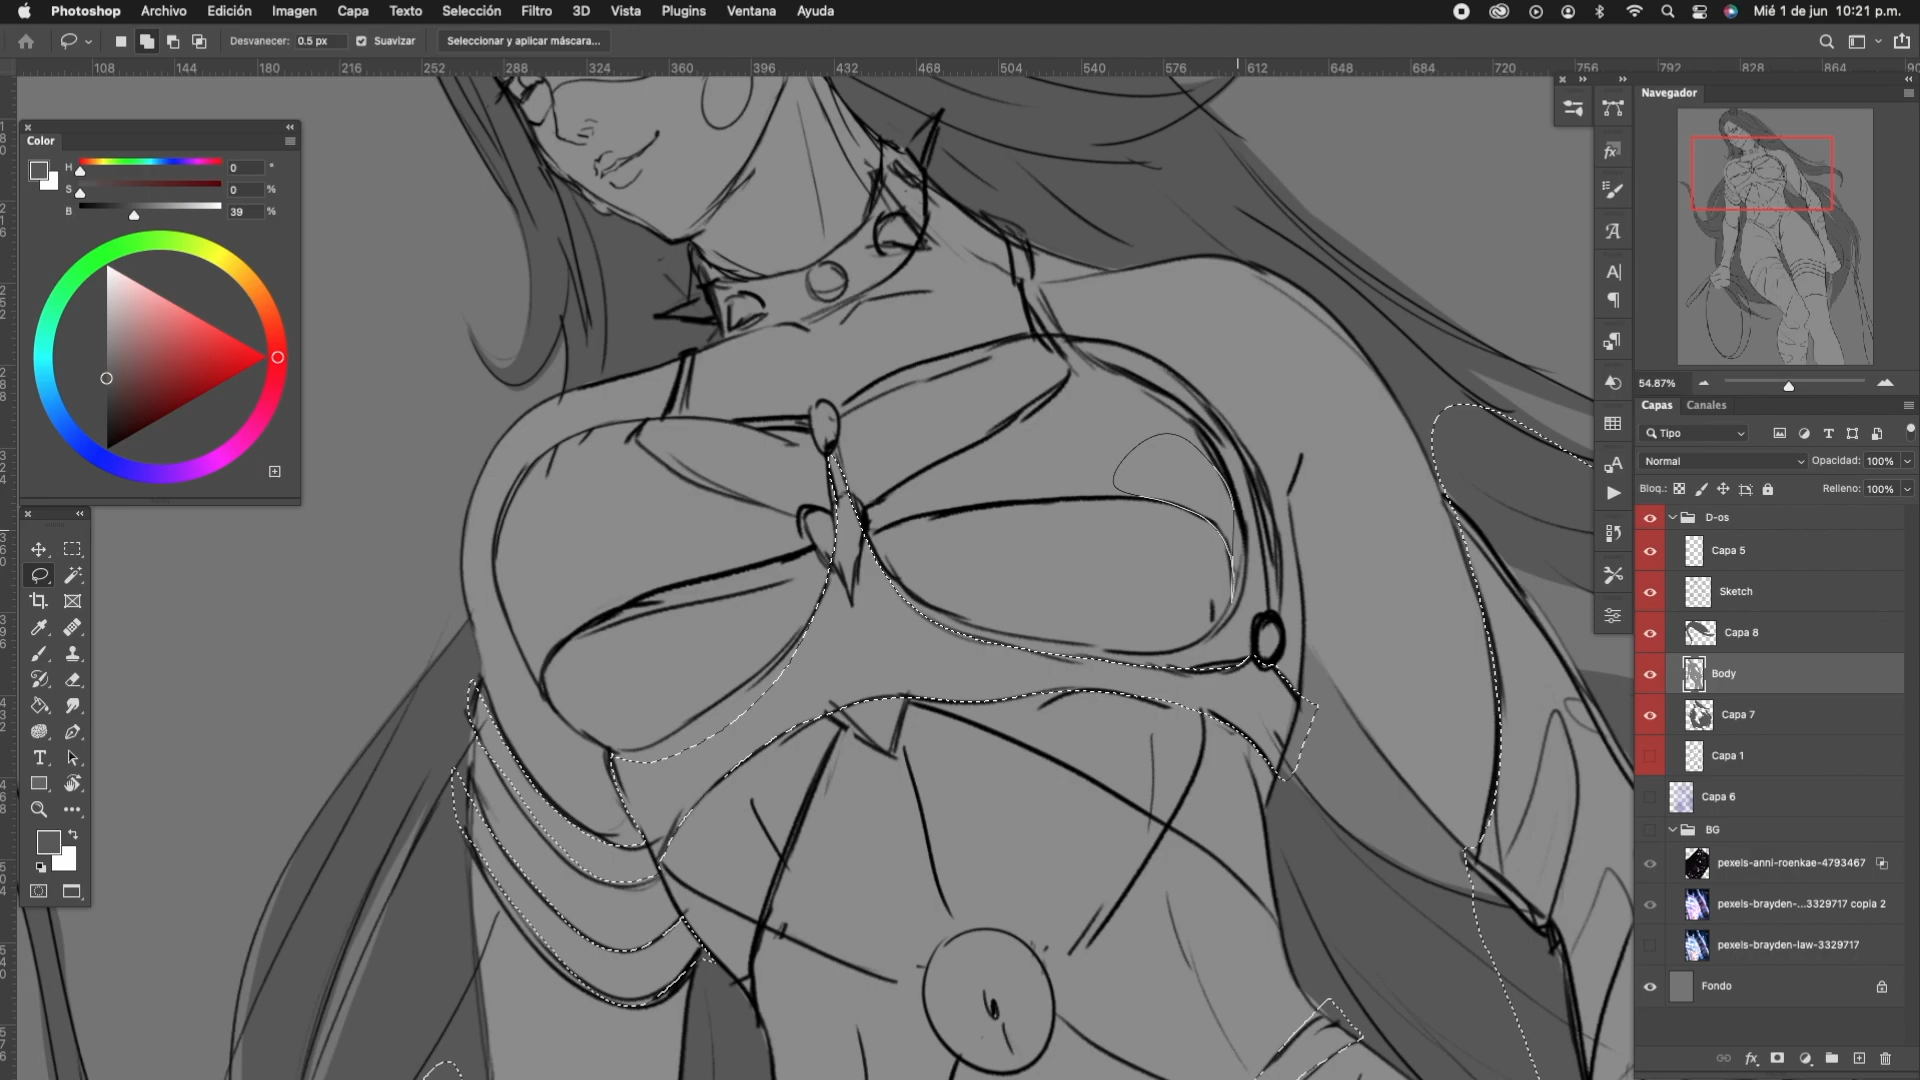 Photoshop Archivo Edición Imagen Capa Texto Selección Filtro 3D Vista Plugins Ventana Ayuda Mié 1 de jun 10:21 p.m.
Desvanecer: 0.5 px Suavizar Seleccionar y aplicar máscara...
108 144 180 216 252 288 324 360 396 432 468 504 540 576 612 648 684 720 756 792 828 864
Color
H 0 °
S 0 %
B 39 %
Navegador
54.87%
Capas Canales
Tipo
Normal Opacidad: 100%
Bloq.: Relleno: 100%
D-os
Capa 5
Sketch
Capa 8
Body
Capa 7
Capa 1
Capa 6
BG
pexels-anni-roenkae-4793467
pexels-brayden-...3329717 copia 2
pexels-brayden-law-3329717
Fondo